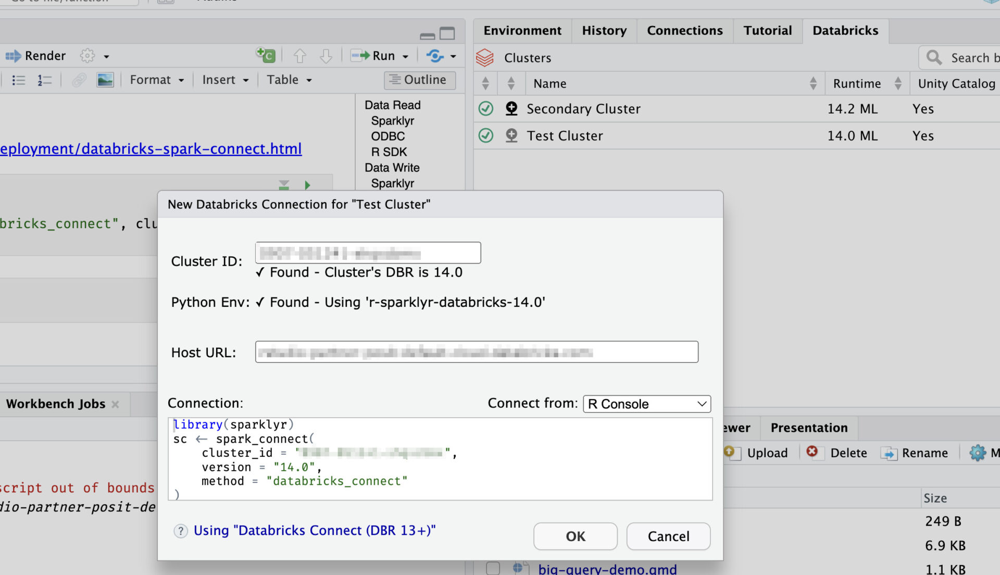 Environment History Connections Tutorial Databricks
Render Run
Clusters
Search b
Format Insert Table Outline
Name Runtime Unity Catalog
Data Read
Sparklyr
ODBC
R SDK
Data Write
Sparklyr
Secondary Cluster 14.2 ML Yes
Test Cluster 14.0 ML Yes
eployment/databricks-spark-connect.html
bricks_connect", clu
New Databricks Connection for "Test Cluster"
Cluster ID:
✓ Found - Cluster's DBR is 14.0
Python Env: ✓ Found - Using 'r-sparklyr-databricks-14.0'
Host URL:
Connection:
Connect from: R Console
library(sparklyr)
sc ← spark_connect(
cluster_id = "",
version = "14.0",
method = "databricks_connect"
)
? Using "Databricks Connect (DBR 13+)"
OK Cancel
Workbench Jobs
script out of bounds
dio-partner-posit-de
ewer Presentation
Upload Delete Rename M
Size
249 B
6.9 KB
big-query-demo.qmd 1.1 KB